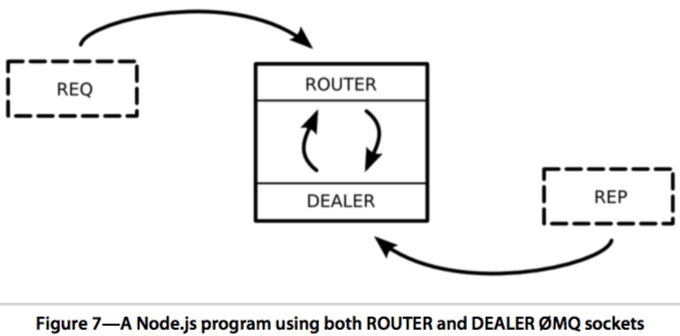 REQ
ROUTER
DEALER
REP
Figure 7—A Node.js program using both ROUTER and DEALER ØMQ sockets